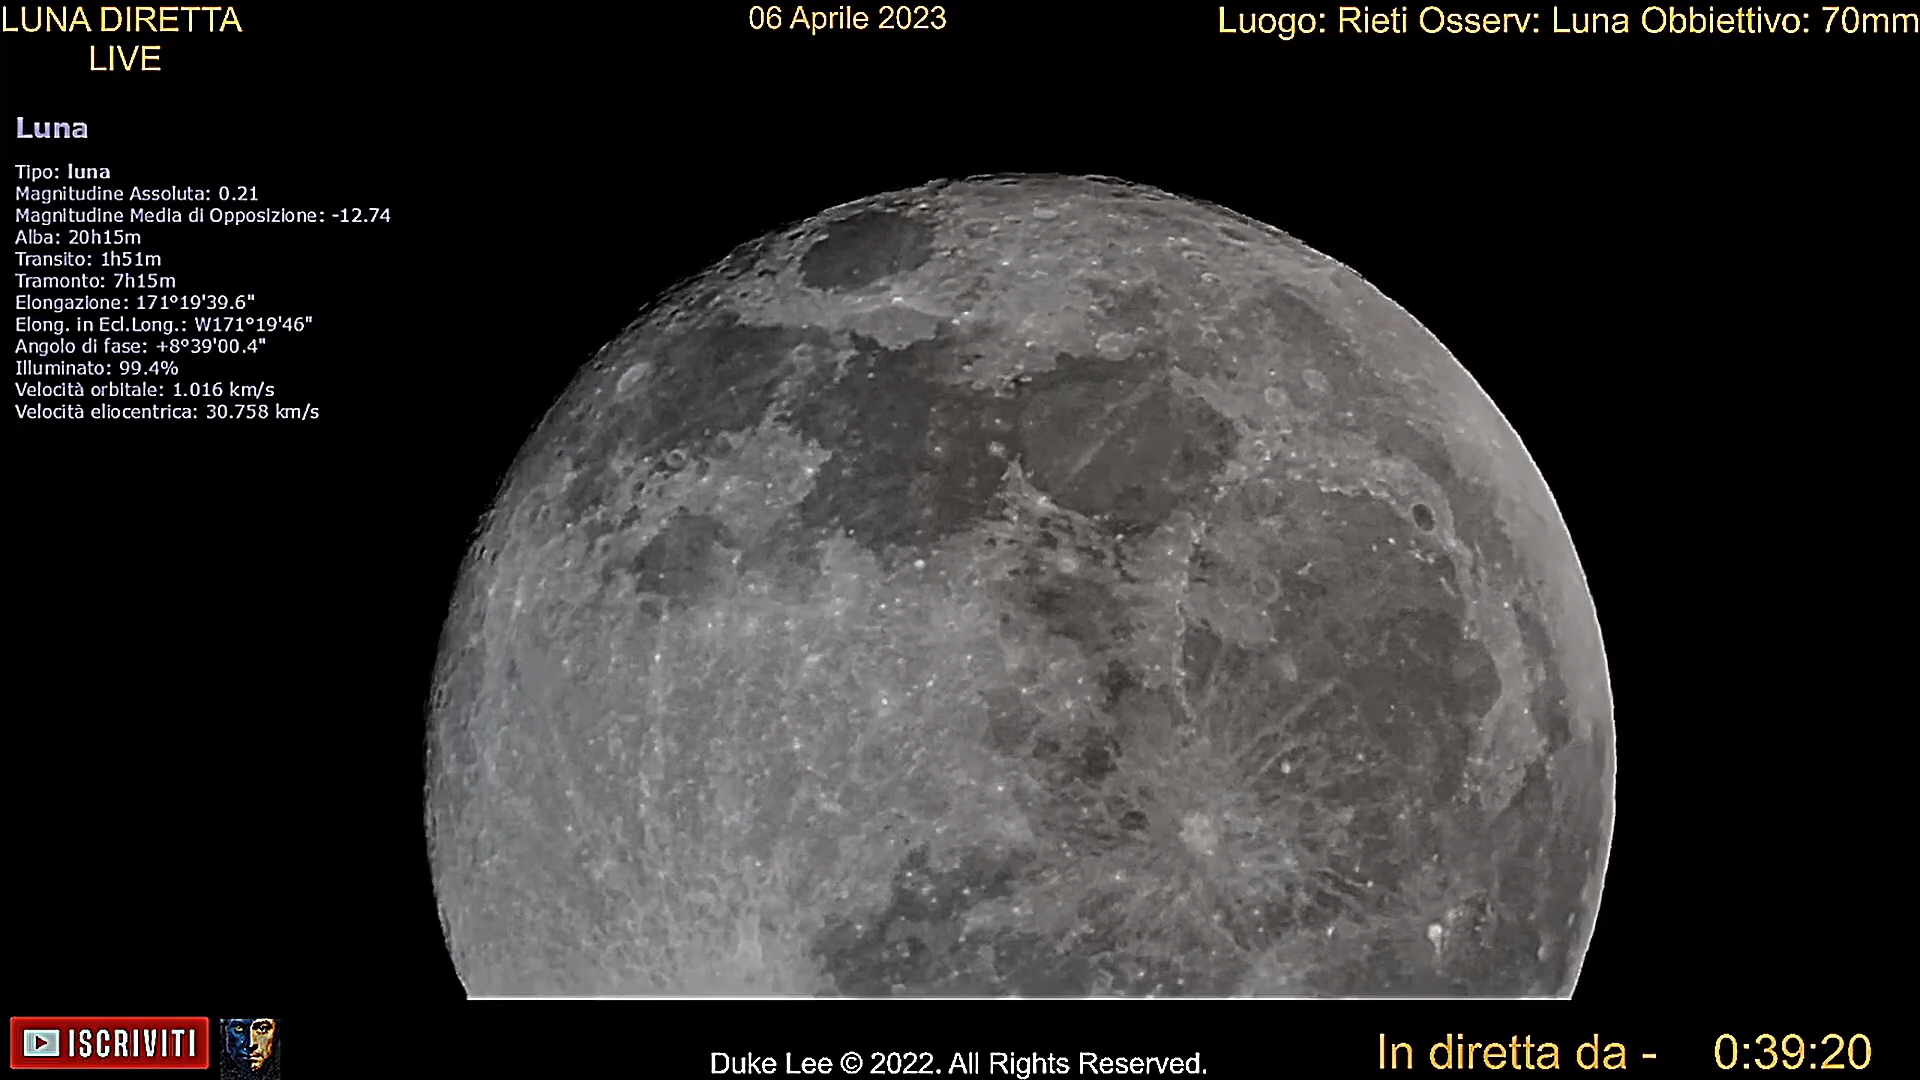 LUNA DIRETTA
LIVE
06 Aprile 2023
Luogo: Rieti Osserv: Luna Obbiettivo: 70mm
Luna
Tipo: luna
Magnitudine Assoluta: 0.21
Magnitudine Media di Opposizione: -12.74
Alba: 20h15m
Transito: 1h51m
Tramonto: 7h15m
Elongazione: 171°19'39.6"
Elong. in Ecl.Long.: W171°19'46"
Angolo di fase: +8°39'00.4"
Illuminato: 99.4%
Velocità orbitale: 1.016 km/s
Velocità eliocentrica: 30.758 km/s
ISCRIVITI
Duke Lee © 2022. All Rights Reserved.
In diretta da - 0:39:20